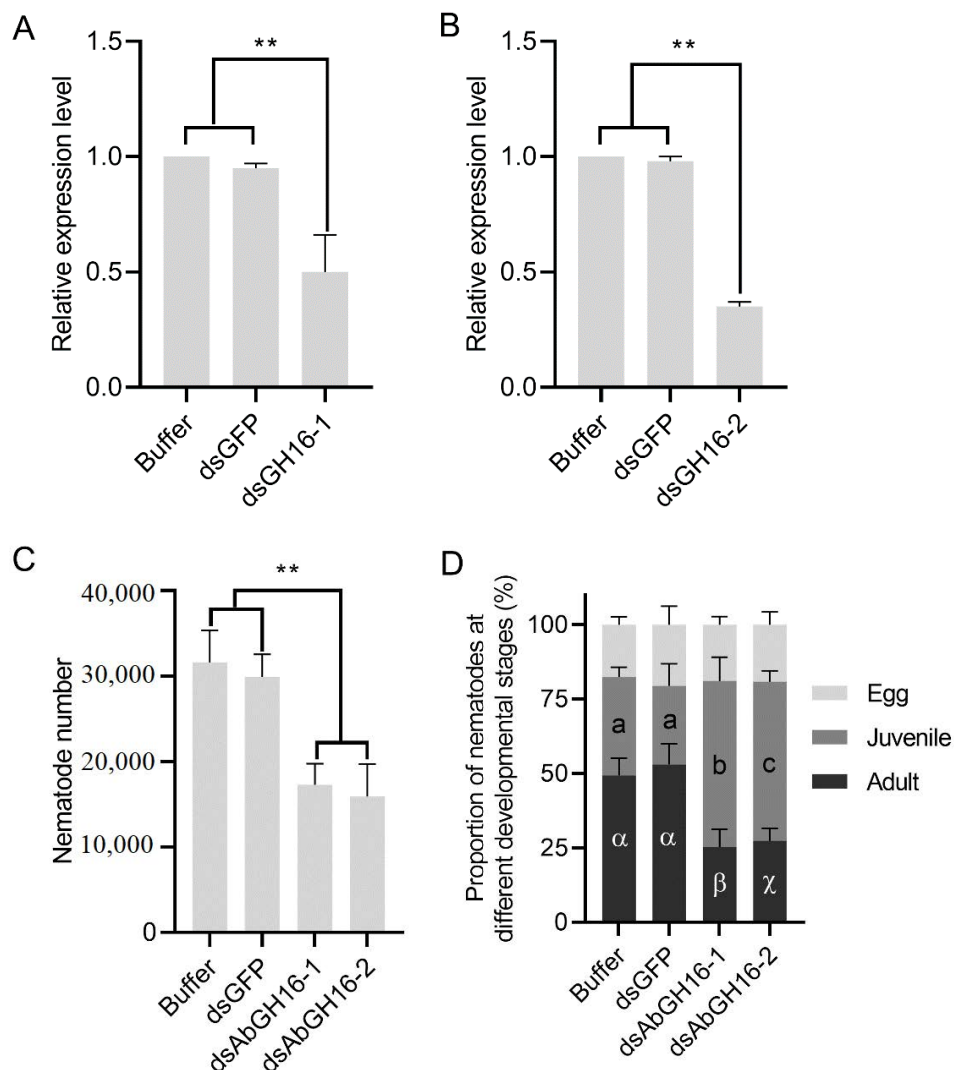 A
Relative expression level
1.5
1.0
0.5
0.0
**
Buffer
dsGFP
dsGH16-1
B
Relative expression level
1.5
1.0
0.5
0.0
**
Buffer
dsGFP
dsGH16-2
C
Nematode number
40,000
30,000
20,000
10,000
0
**
Buffer
dsGFP
dsAbGH16-1
dsAbGH16-2
D
Proportion of nematodes at
different developmental stages (%)
100
75
50
25
0
a
a
b
c
α
α
β
χ
Buffer
dsGFP
dsAbGH16-1
dsAbGH16-2
Egg
Juvenile
Adult